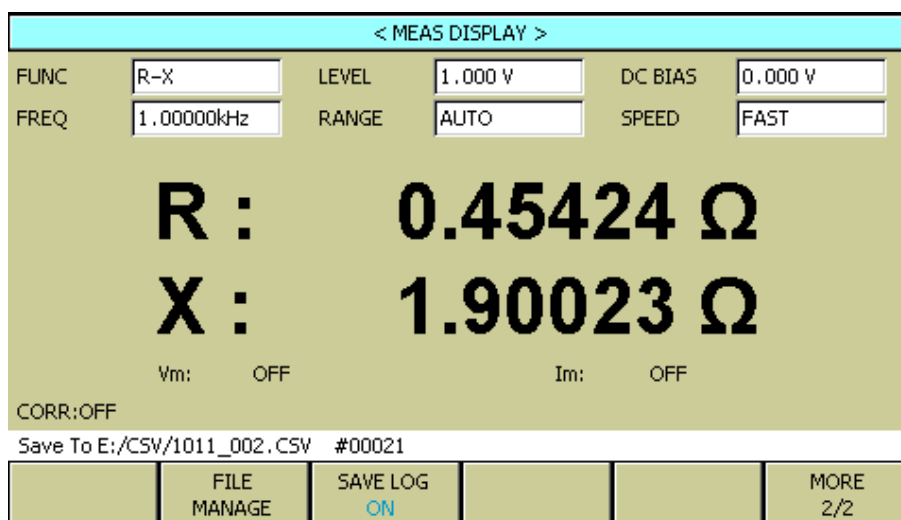 < MEAS DISPLAY >
FUNC R-X LEVEL 1.000 V DC BIAS 0.000 V
FREQ 1.00000kHz RANGE AUTO SPEED FAST
R : 0.45424 Ω
X : 1.90023 Ω
Vm: OFF Im: OFF
CORR:OFF
Save To E:/CSV/1011_002.CSV #00021
FILE SAVE LOG MORE
MANAGE ON 2/2